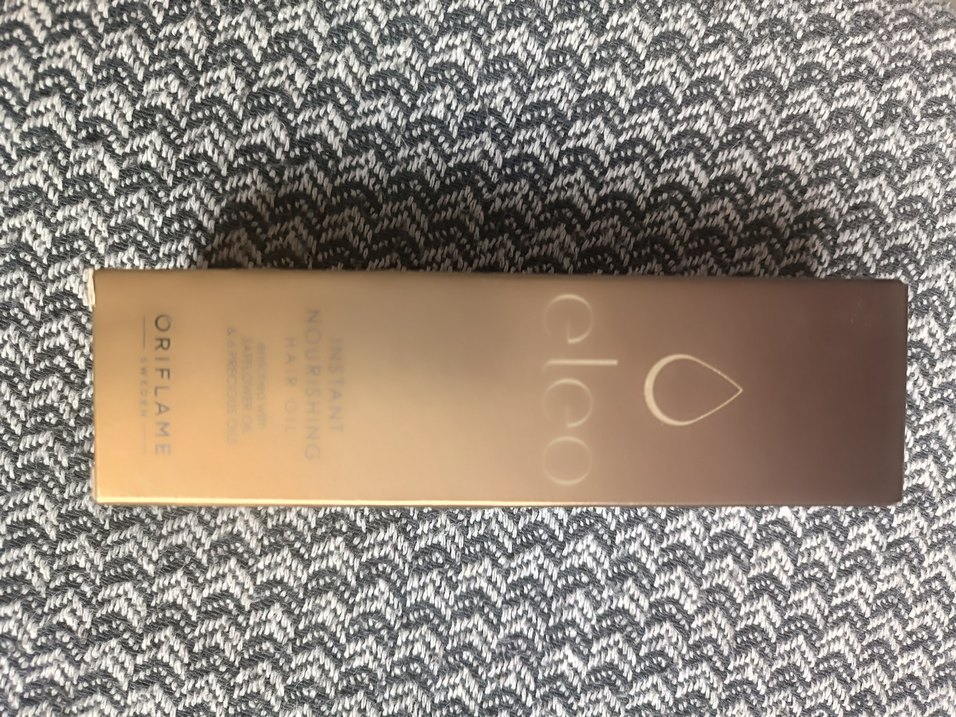 eleo
INSTANT
NOURISHING
HAIR OIL
enriched with
SAFFLOWER OIL
& 6 PRECIOUS OILS
ORIFLAME
SWEDEN